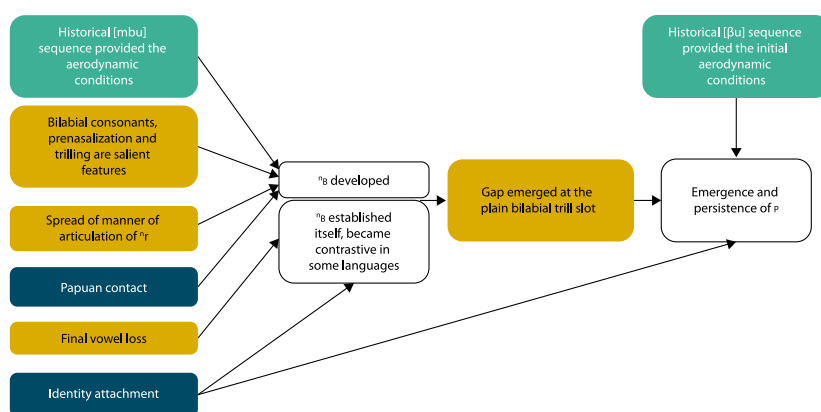 Historical [mbu]
sequence provided the
aerodynamic
conditions
Bilabial consonants,
prenasalization and
trilling are salient
features
Spread of manner of
articulation of ⁿr
Papuan contact
Final vowel loss
Identity attachment
ⁿʙ developed
ⁿʙ established
itself, became
contrastive in
some languages
Gap emerged at the
plain bilabial trill slot
Historical [βu] sequence
provided the initial
aerodynamic
conditions
Emergence and
persistence of ᴘ